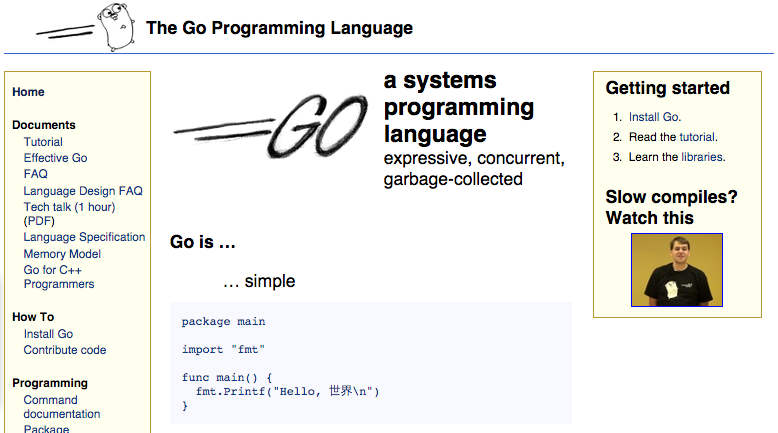 The Go Programming Language
Home
Documents
Tutorial
Effective Go
FAQ
Language Design FAQ
Tech talk (1 hour)
(PDF)
Language Specification
Memory Model
Go for C++
Programmers
How To
Install Go
Contribute code
Programming
Command
documentation
Package
GO
a systems
programming
language
expressive, concurrent,
garbage-collected
Go is …
… simple
package main
import "fmt"
func main() {
  fmt.Printf("Hello, 世界\n")
}
Getting started
1. Install Go.
2. Read the tutorial.
3. Learn the libraries.
Slow compiles?
Watch this